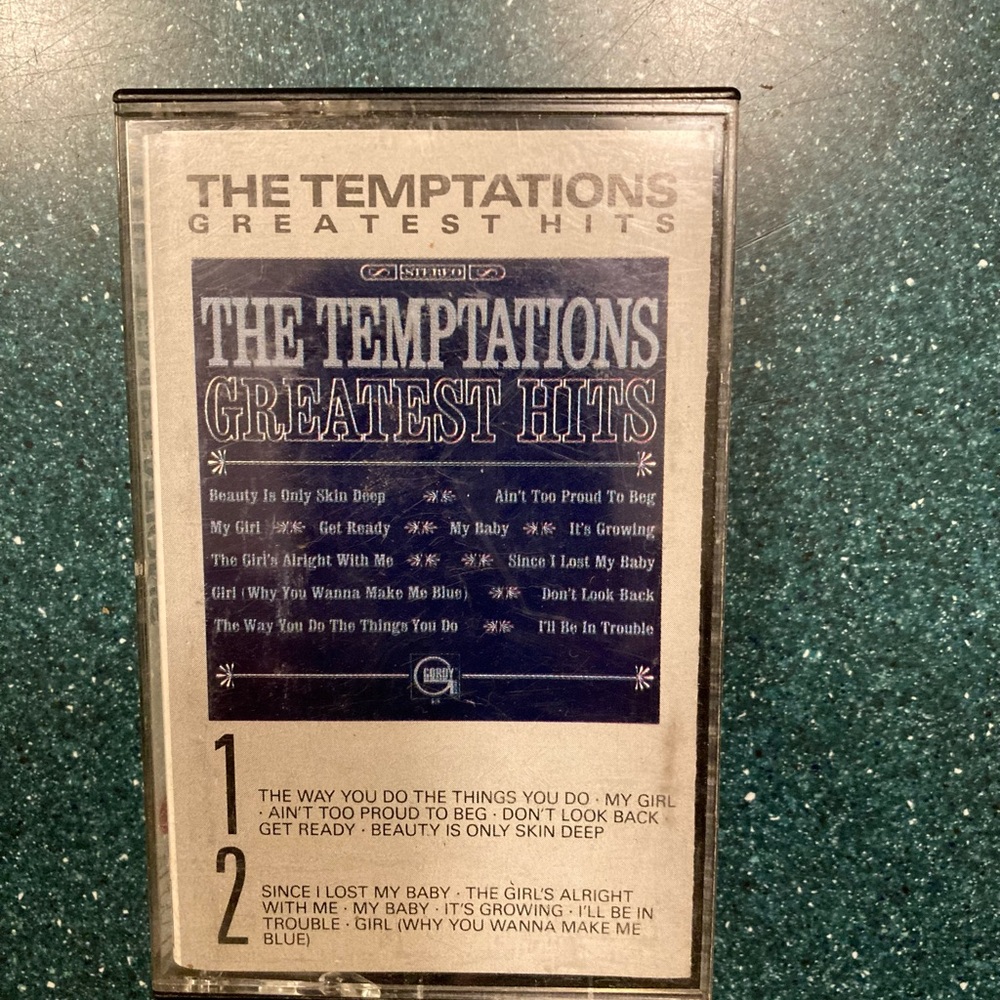 THE TEMPTATIONS
GREATEST HITS
STEREO
THE TEMPTATIONS
GREATEST HITS
Beauty Is Only Skin Deep Ain't Too Proud To Beg
My Girl Get Ready My Baby It's Growing
The Girl's Alright With Me Since I Lost My Baby
Girl (Why You Wanna Make Me Blue) Don't Look Back
The Way You Do The Things You Do I'll Be In Trouble
GORDY
1
THE WAY YOU DO THE THINGS YOU DO · MY GIRL
· AIN'T TOO PROUD TO BEG · DON'T LOOK BACK ·
GET READY · BEAUTY IS ONLY SKIN DEEP
2
SINCE I LOST MY BABY · THE GIRL'S ALRIGHT
WITH ME · MY BABY · IT'S GROWING · I'LL BE IN
TROUBLE · GIRL (WHY YOU WANNA MAKE ME
BLUE)